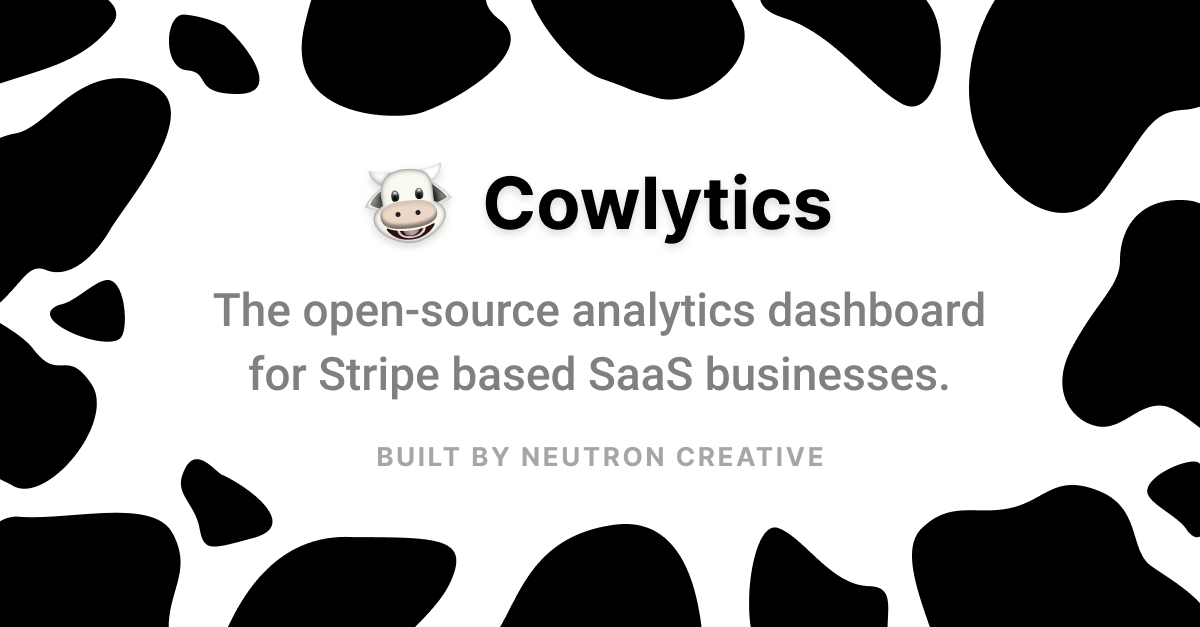 Cowlytics
The open-source analytics dashboard
for Stripe based SaaS businesses.
BUILT BY NEUTRON CREATIVE